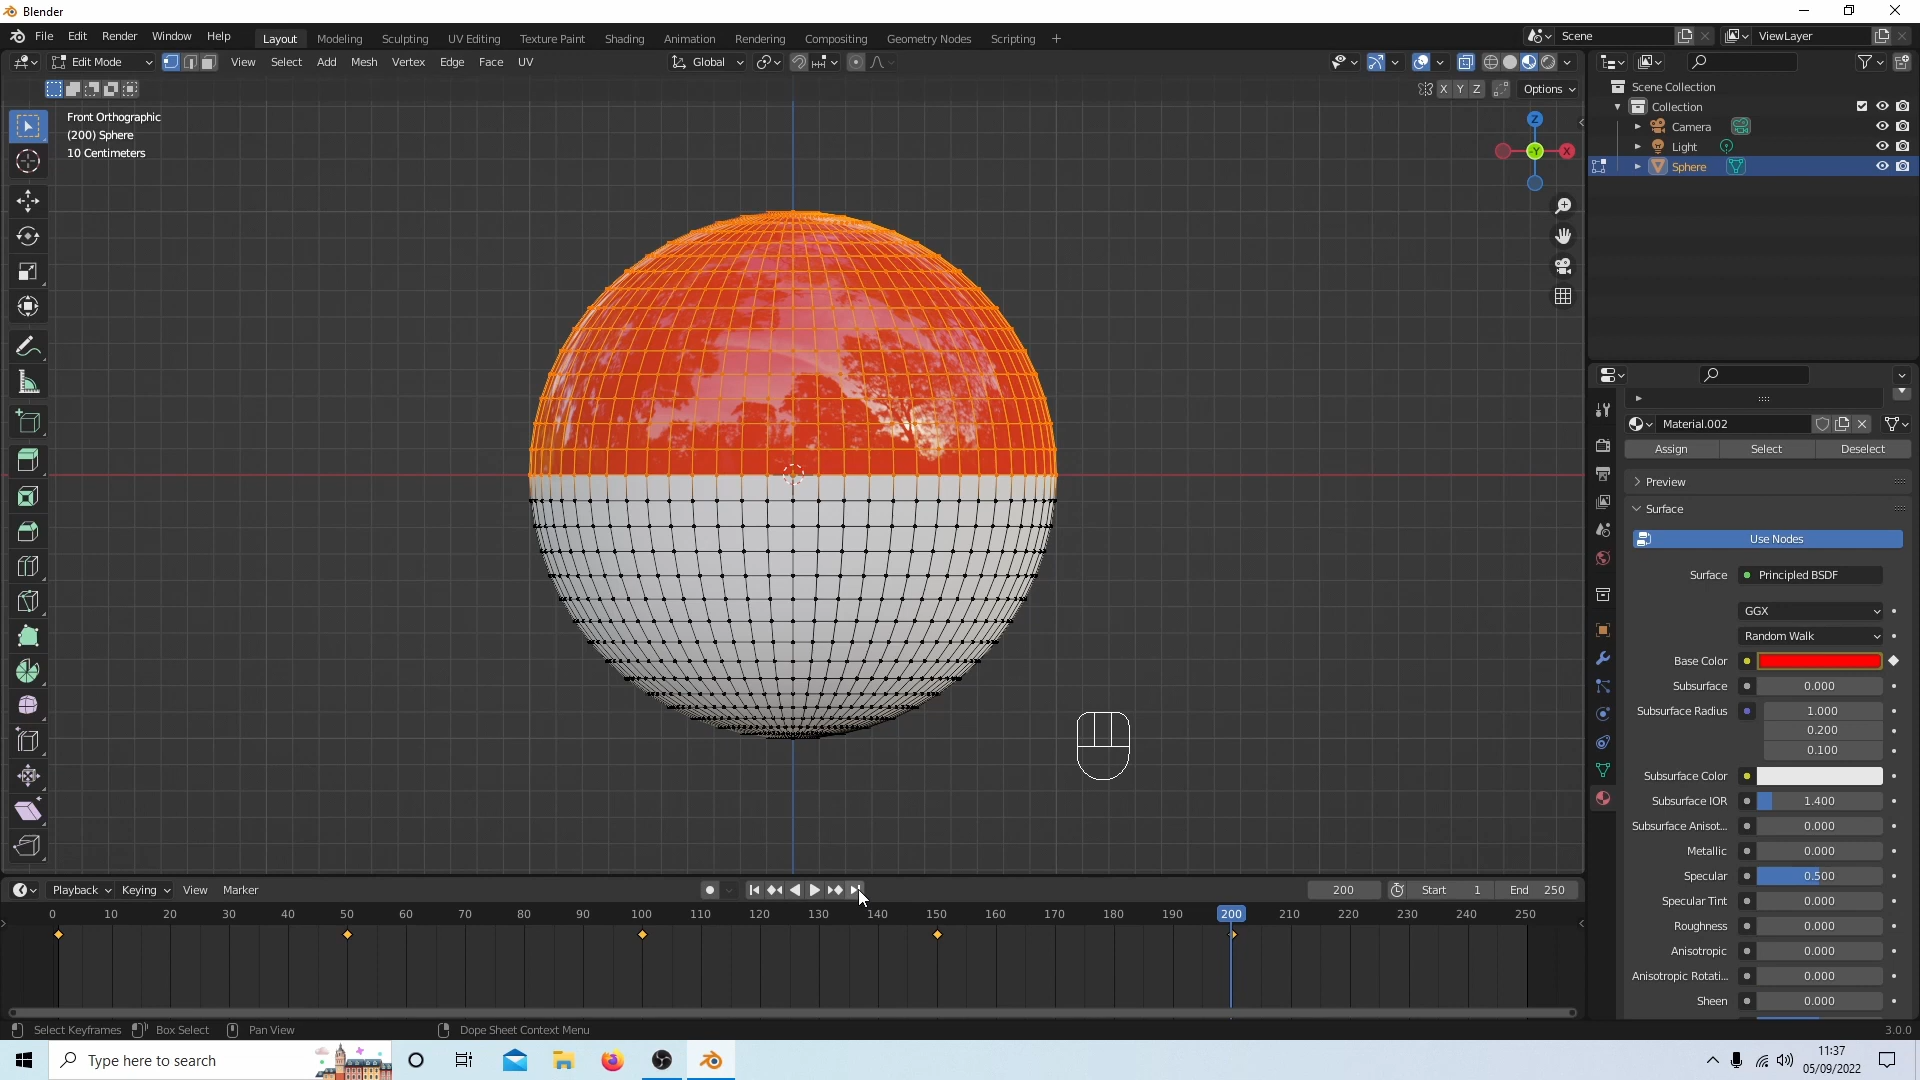 Blender
File Edit Render Window Help
Layout Modeling Sculpting UV Editing Texture Paint Shading Animation Rendering Compositing Geometry Nodes Scripting +
Scene
ViewLayer
Edit Mode View Select Add Mesh Vertex Edge Face UV
Global
X Y Z Options
Front Orthographic
(200) Sphere
10 Centimeters
Z
-Y
X
Scene Collection
Collection
Camera
Light
Sphere
Material.002
Assign Select Deselect
Preview
Surface
Use Nodes
Surface Principled BSDF
GGX
Random Walk
Base Color
Subsurface 0.000
Subsurface Radius 1.000
0.200
0.100
Subsurface Color
Subsurface IOR 1.400
Subsurface Anisot... 0.000
Metallic 0.000
Specular 0.500
Specular Tint 0.000
Roughness 0.000
Anisotropic 0.000
Anisotropic Rotati... 0.000
Sheen 0.000
Playback Keying View Marker
200 Start 1 End 250
0 10 20 30 40 50 60 70 80 90 100 110 120 130 140 150 160 170 180 190 200 210 220 230 240 250
Select Keyframes Box Select Pan View Dope Sheet Context Menu
3.0.0
Type here to search
11:37
05/09/2022